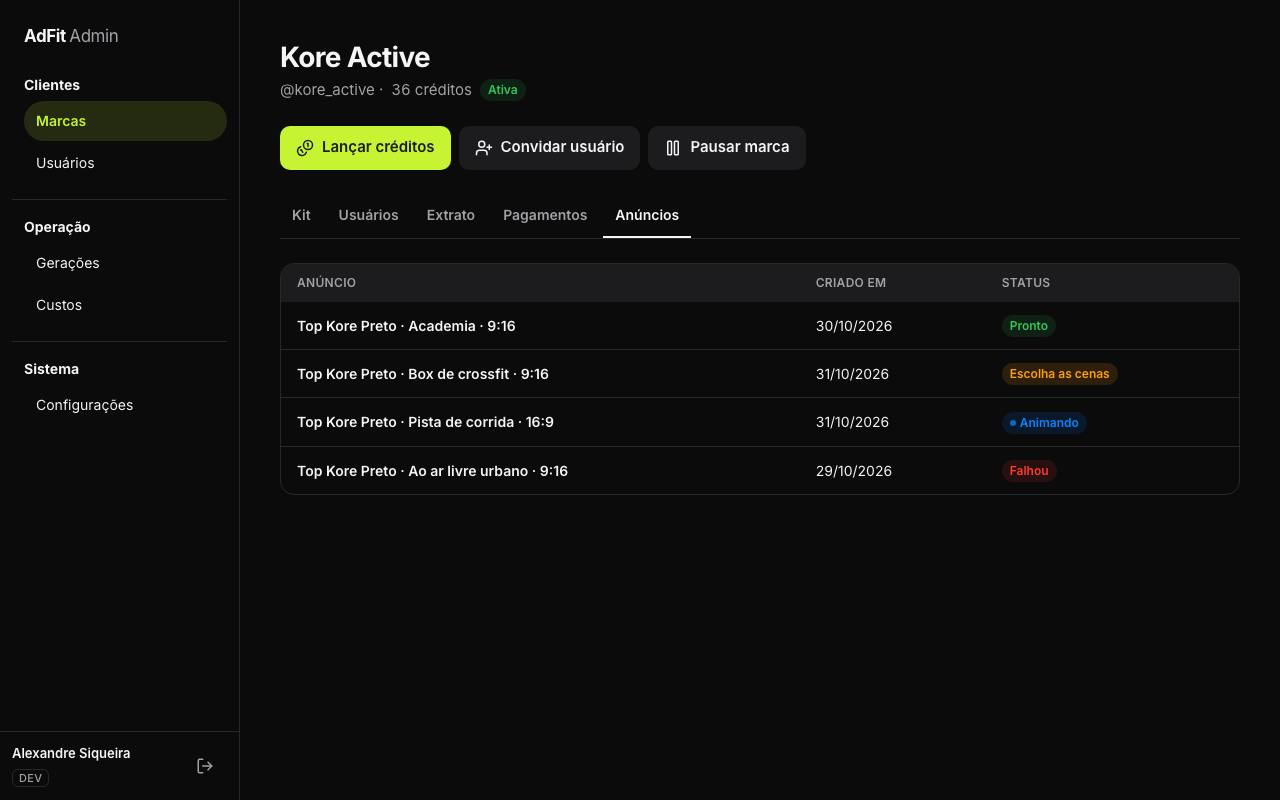 AdFit Admin
Clientes
Marcas
Usuários
Operação
Gerações
Custos
Sistema
Configurações
Alexandre Siqueira
DEV
Kore Active
@kore_active · 36 créditos Ativa
Lançar créditos Convidar usuário Pausar marca
Kit Usuários Extrato Pagamentos Anúncios
ANÚNCIO CRIADO EM STATUS
Top Kore Preto · Academia · 9:16 30/10/2026 Pronto
Top Kore Preto · Box de crossfit · 9:16 31/10/2026 Escolha as cenas
Top Kore Preto · Pista de corrida · 16:9 31/10/2026 Animando
Top Kore Preto · Ao ar livre urbano · 9:16 29/10/2026 Falhou